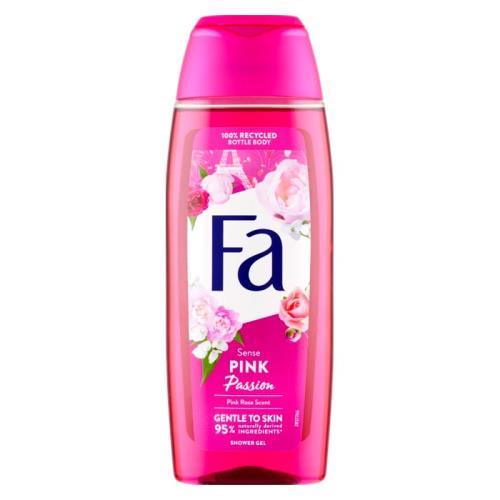 100% RECYCLED
BOTTLE BODY
Fa
Sense
PINK
Passion
Pink Rose Scent
GENTLE TO SKIN
95% naturally derived
INGREDIENTS*
SHOWER GEL